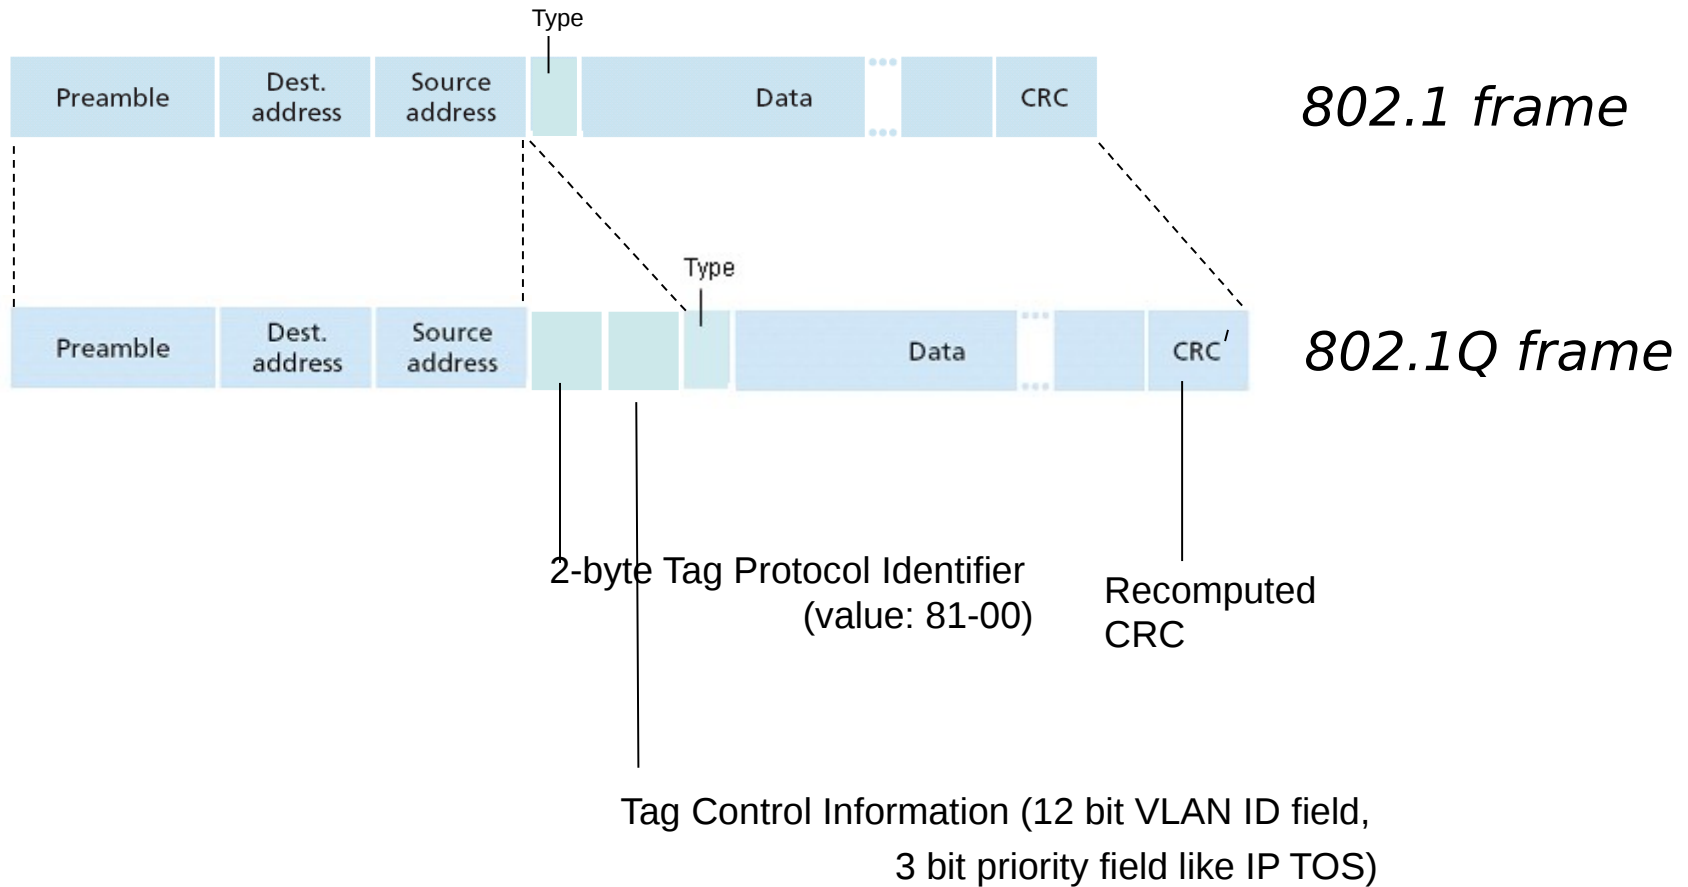 Type
Preamble
Dest.
address
Source
address
Data
CRC
802.1 frame
Type
Preamble
Dest.
address
Source
address
Data
CRC′
802.1Q frame
2-byte Tag Protocol Identifier
(value: 81-00)
Recomputed
CRC
Tag Control Information (12 bit VLAN ID field,
3 bit priority field like IP TOS)